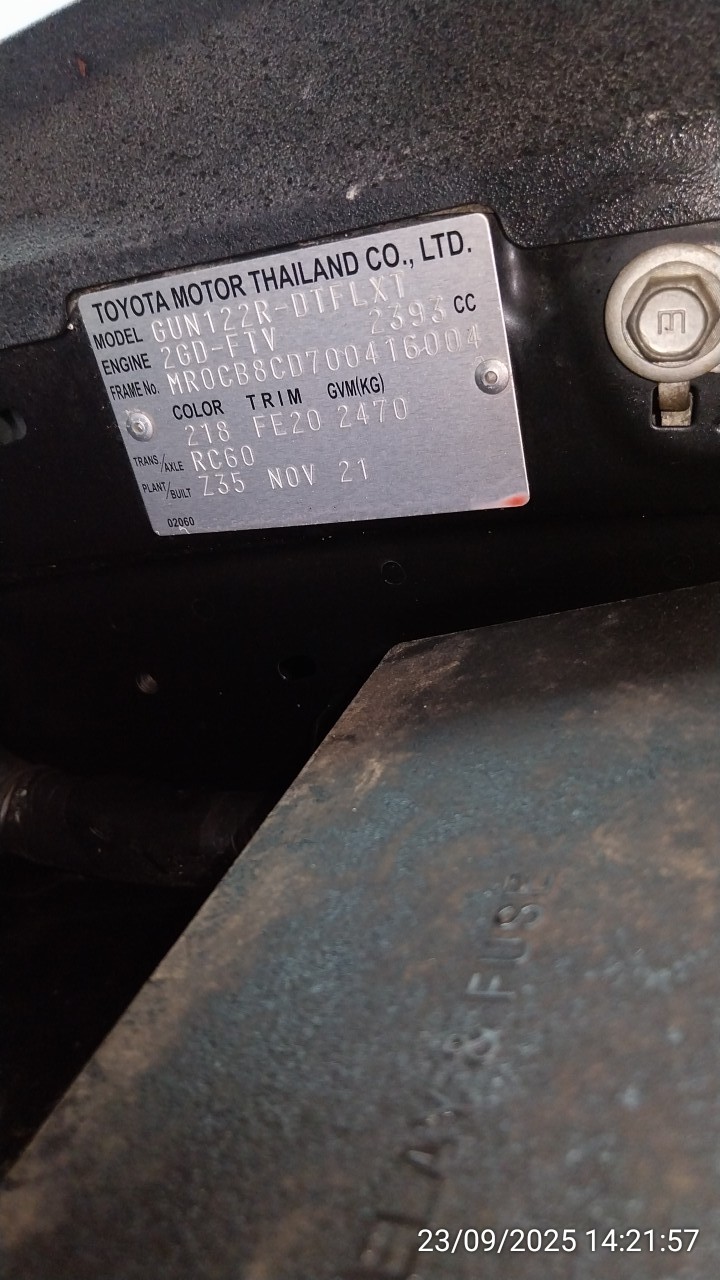 TOYOTA MOTOR THAILAND CO., LTD.
MODEL GUN122R-DTFLXT
ENGINE 2GD-FTV 2393 CC
FRAME No. MR0CB8CD700416004
COLOR TRIM GVM(KG)
218 FE20 2470
TRANS/AXLE RC60
PLANT/BUILT Z35 NOV 21
02060
E
ELAY & FUSE
23/09/2025 14:21:57